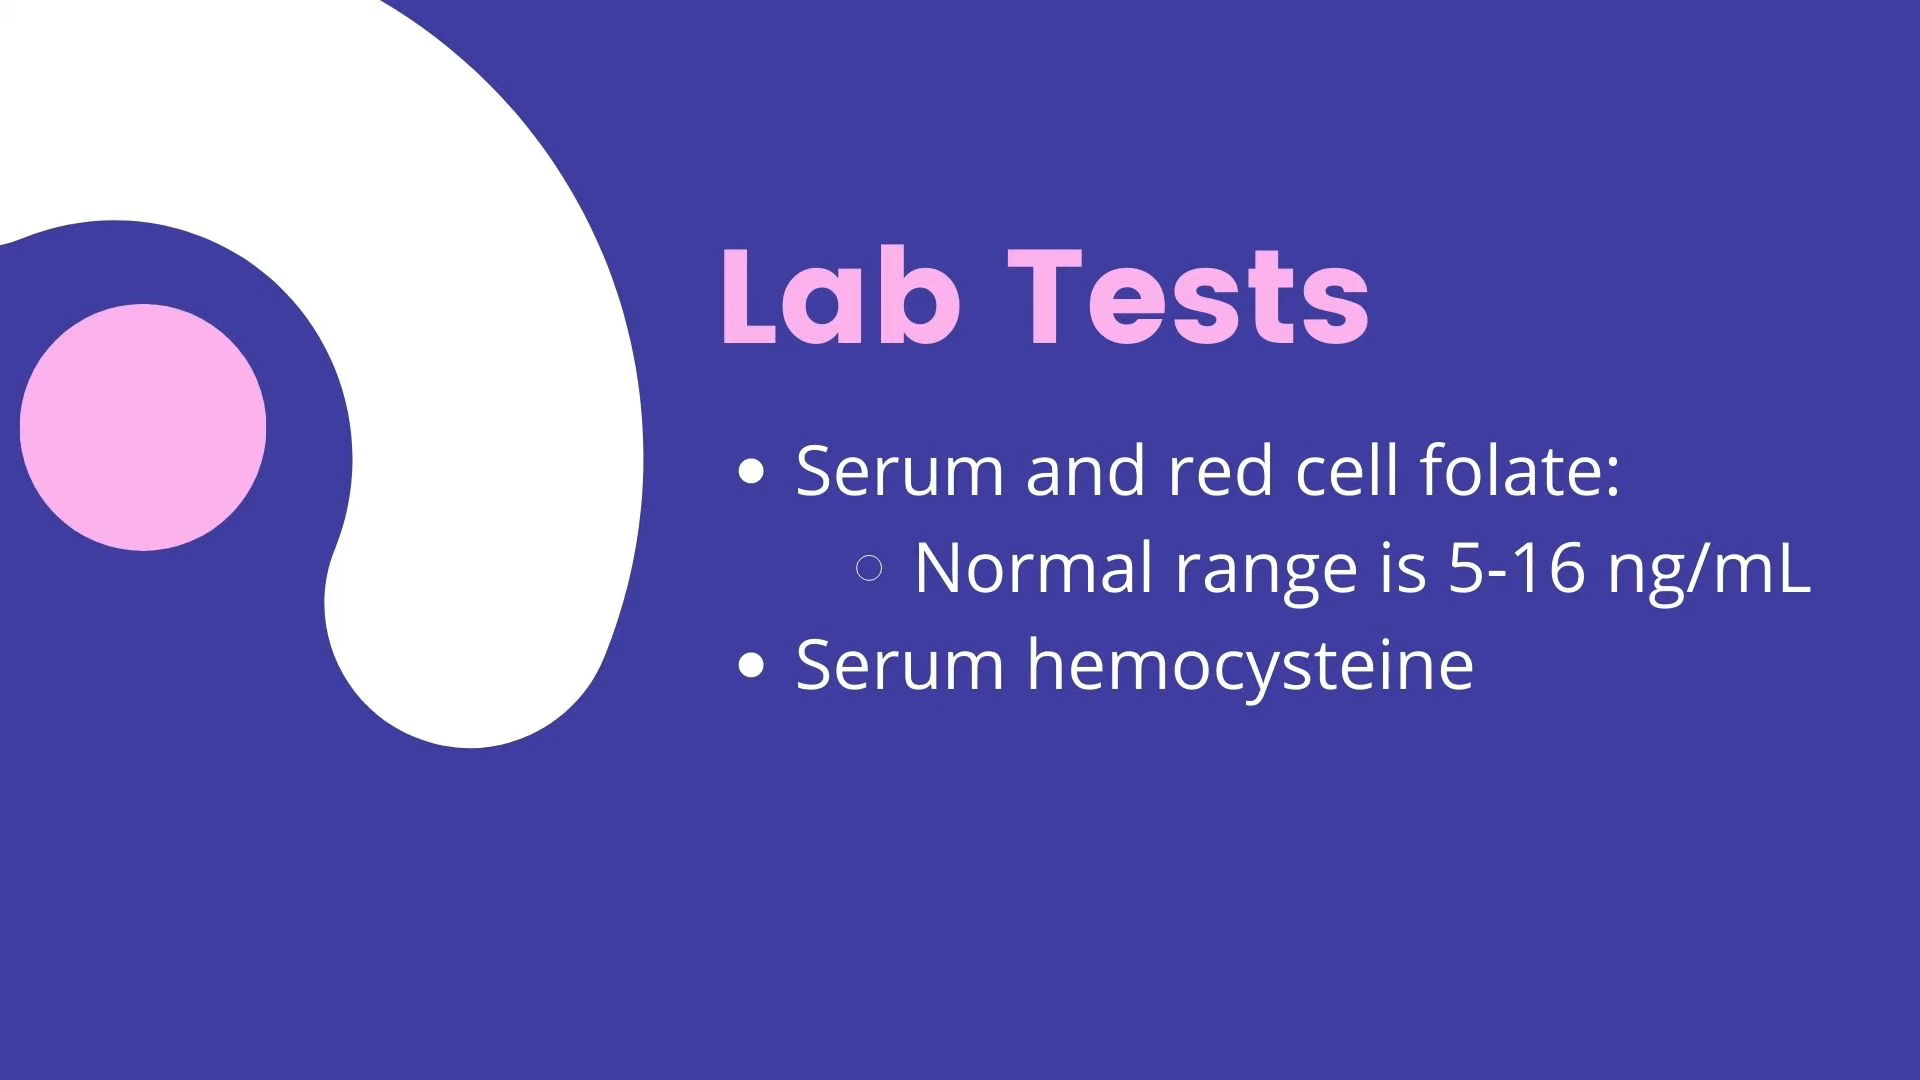 Lab Tests
Serum and red cell folate:
Normal range is 5-16 ng/mL
Serum hemocysteine